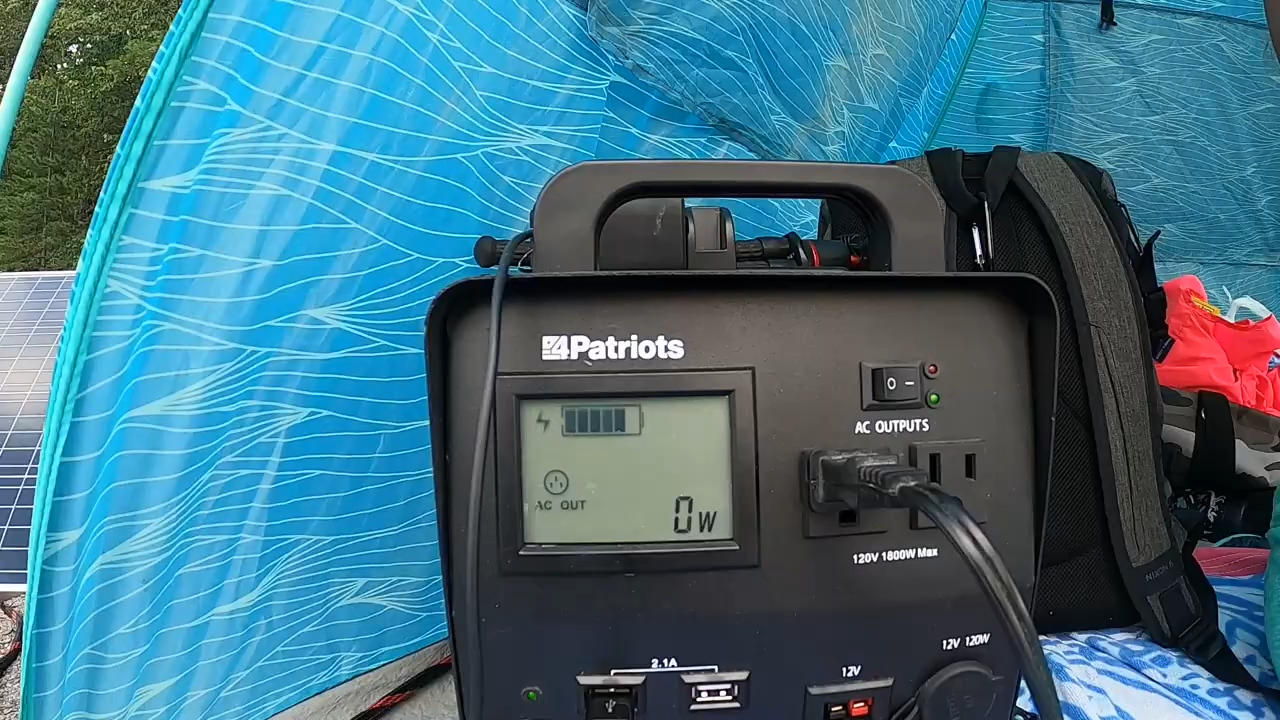 4Patriots
AC OUT
0W
O –
AC OUTPUTS
120V 1800W Max
12V 120W
2.1A
12V